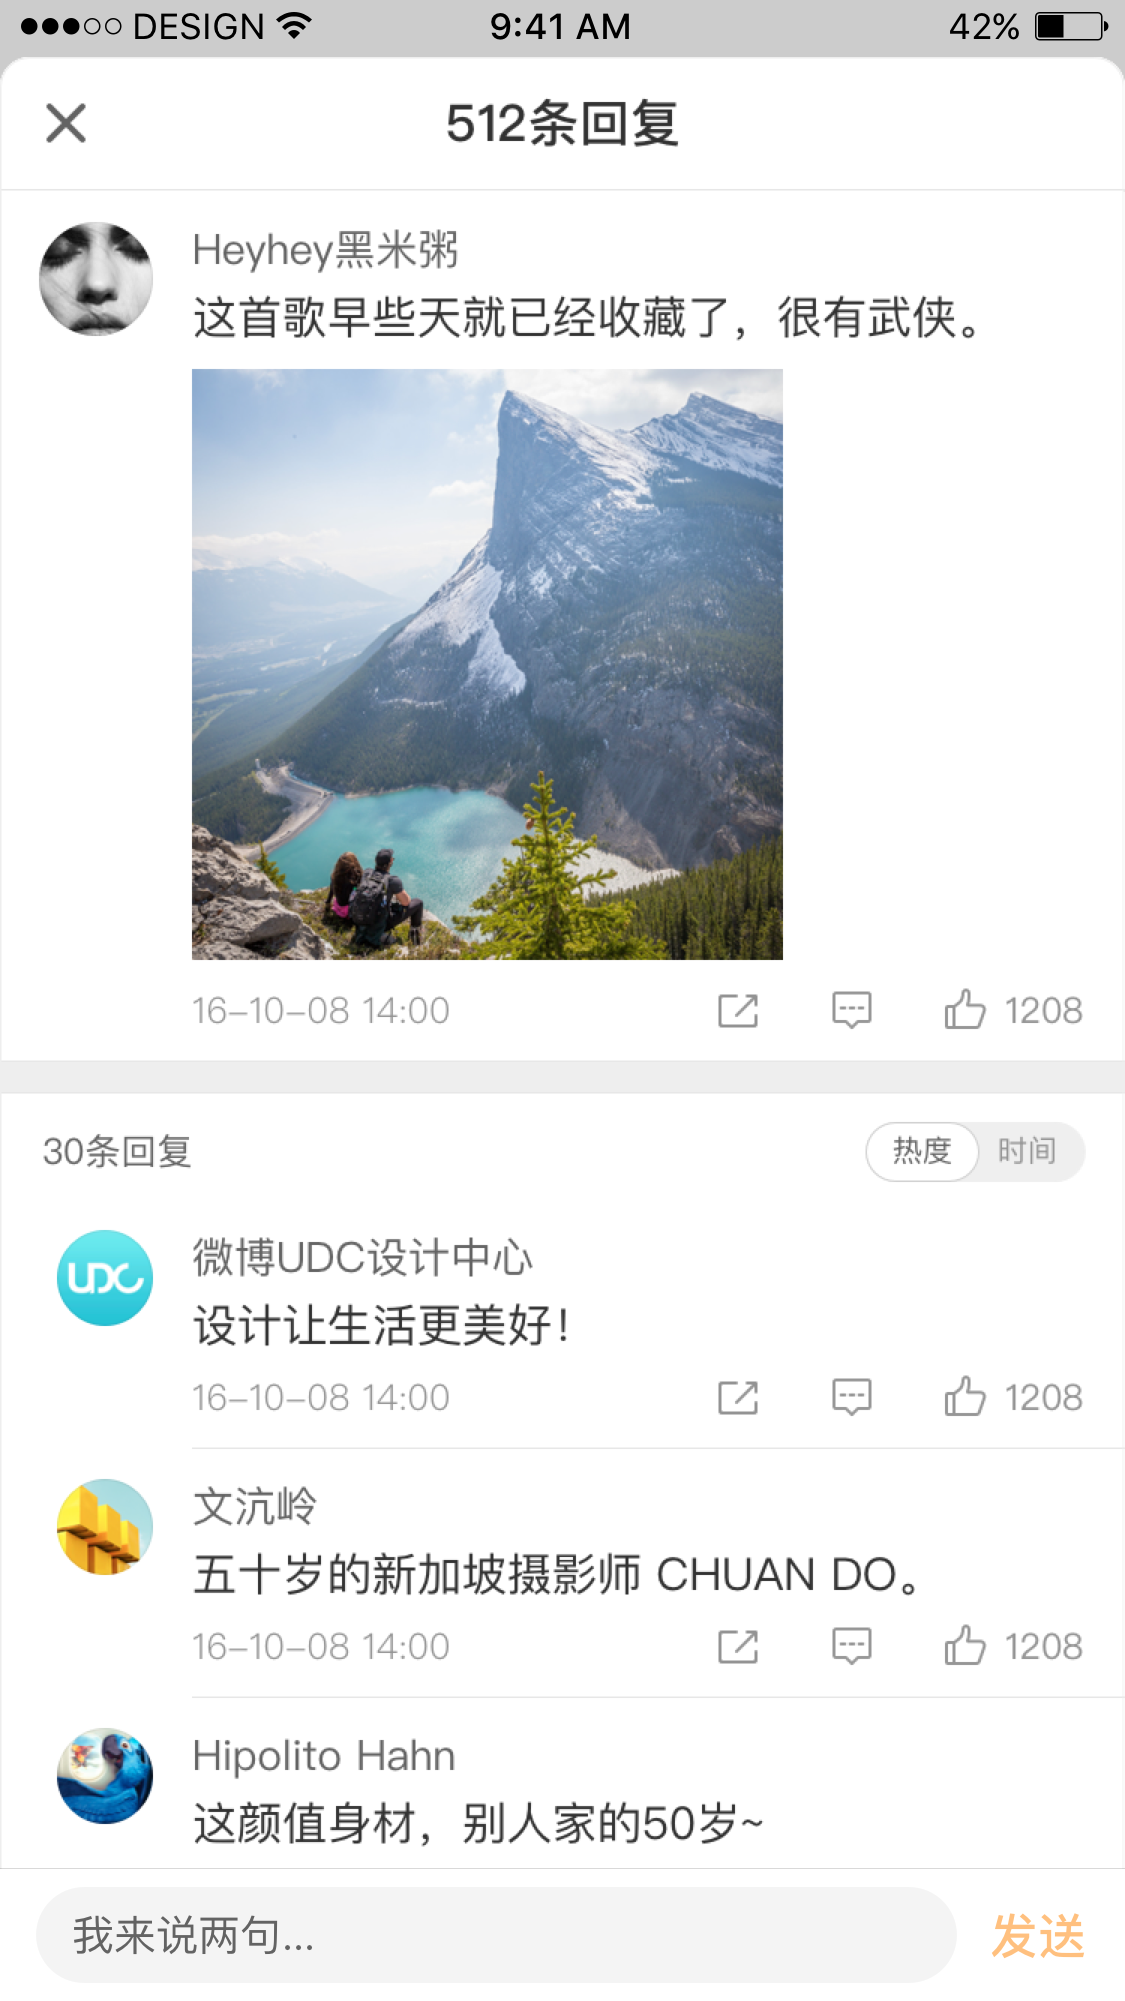 DESIGN 9:41 AM 42%
512条回复
Heyhey黑米粥
这首歌早些天就已经收藏了，很有武侠。
16-10-08 14:00 1208
30条回复 热度 时间
微博UDC设计中心
UDC
设计让生活更美好！
16-10-08 14:00 1208
文沆岭
五十岁的新加坡摄影师 CHUAN DO。
16-10-08 14:00 1208
Hipolito Hahn
这颜值身材，别人家的50岁~
我来说两句... 发送